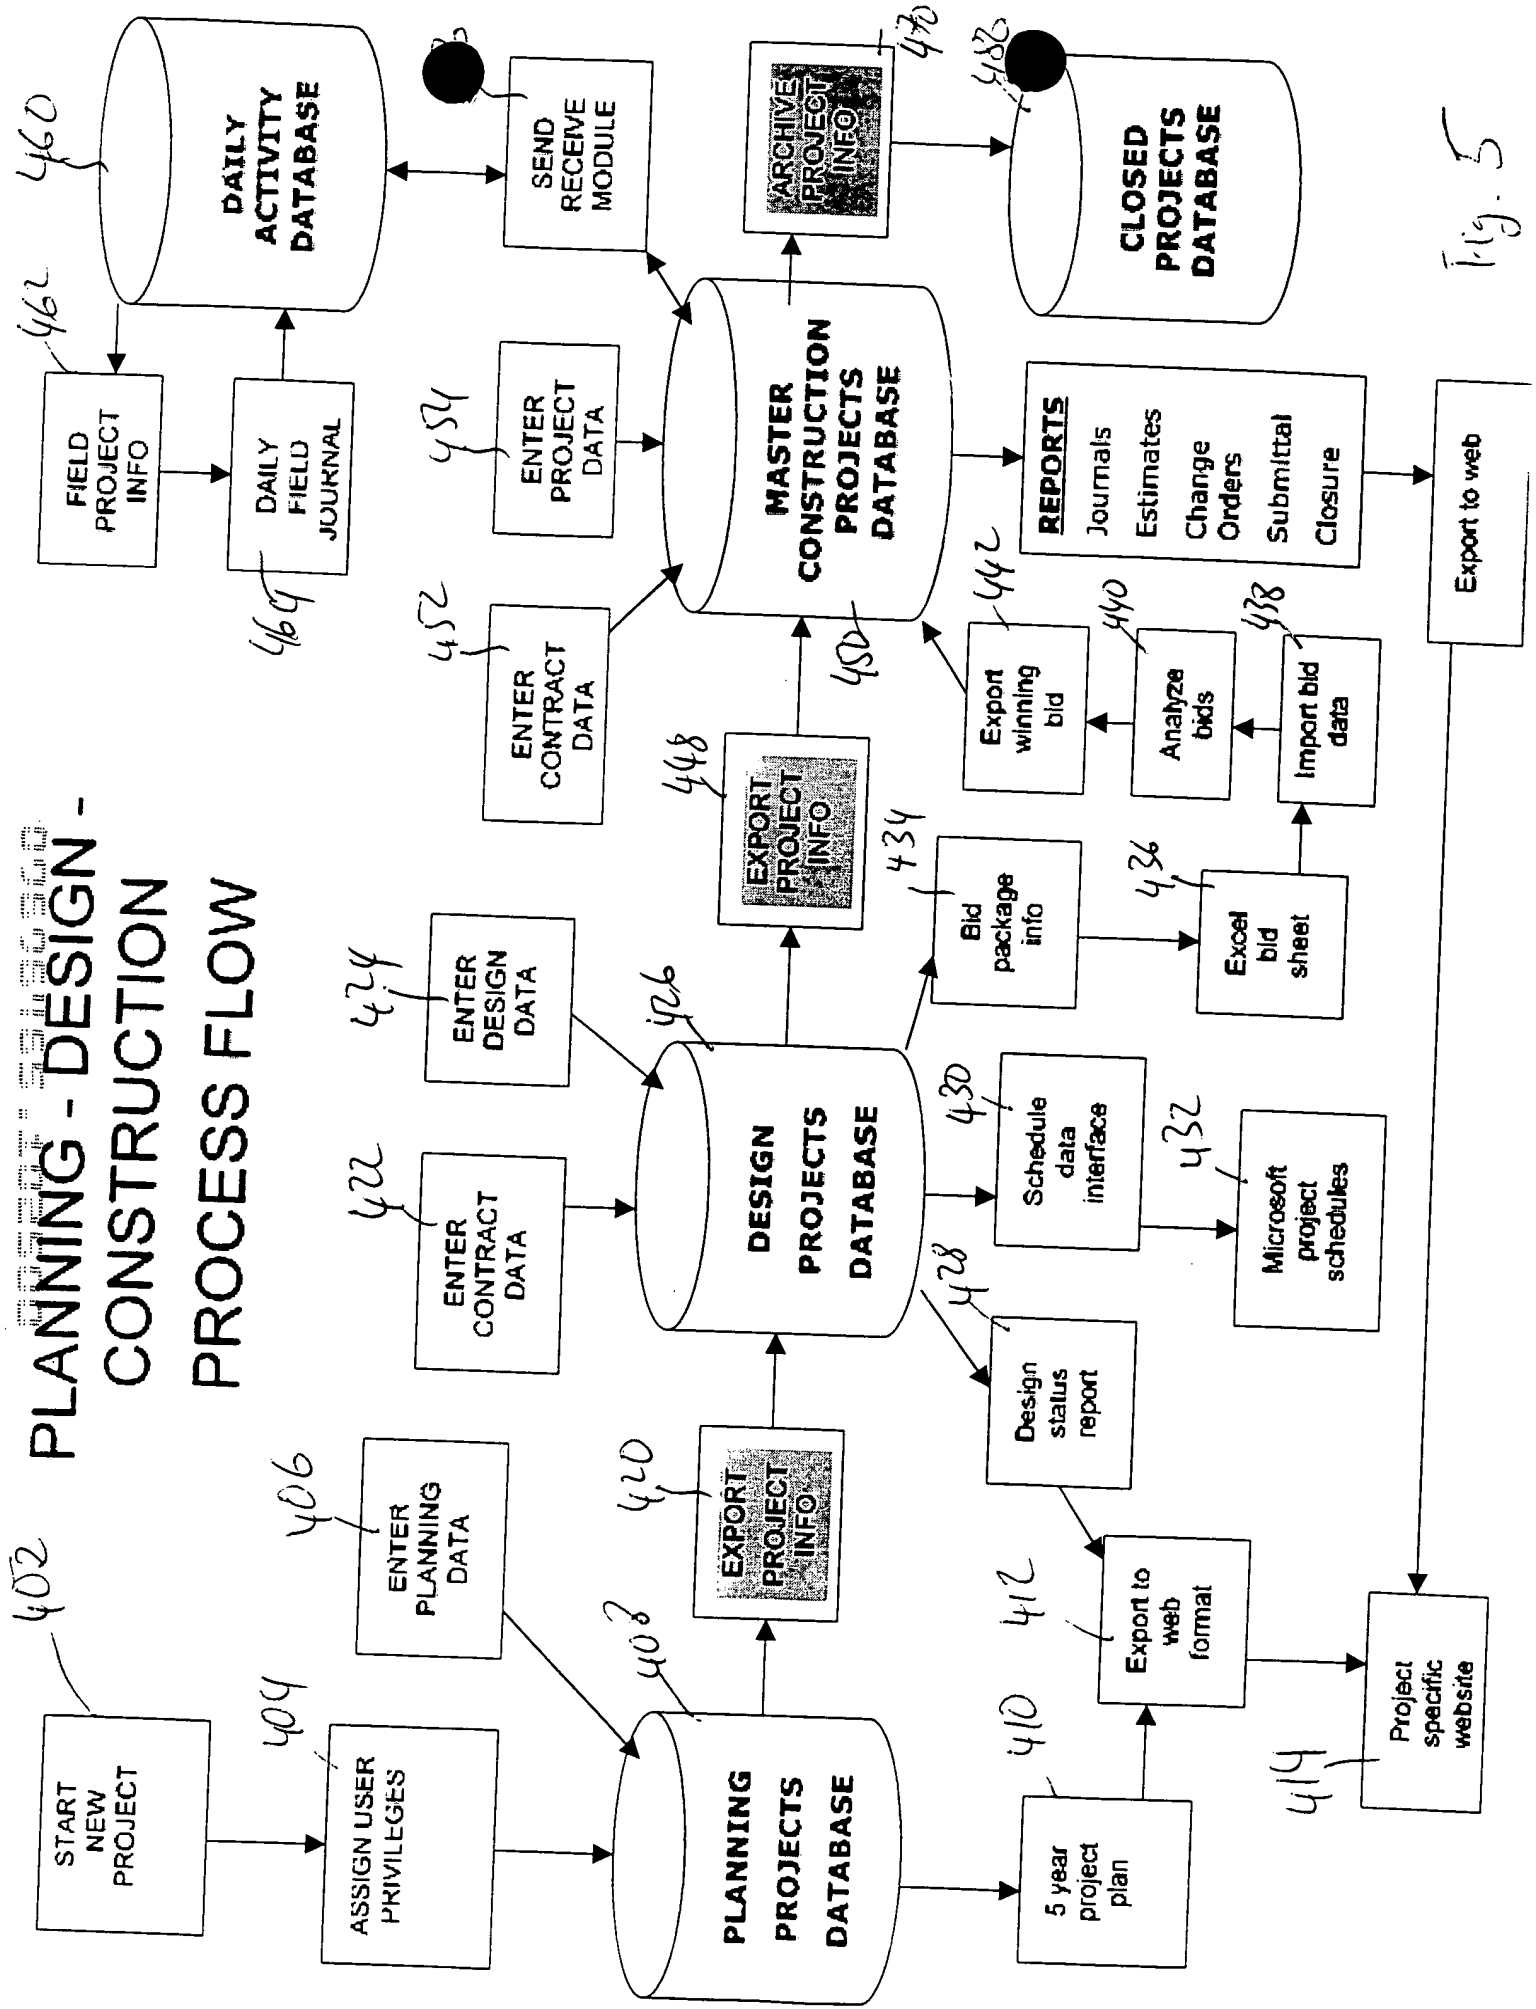 PLANNING - DESIGN -
CONSTRUCTION
PROCESS FLOW
402
START
NEW
PROJECT
404
ASSIGN USER
PRIVILEGES
406
ENTER
PLANNING
DATA
422
ENTER
CONTRACT
DATA
424
ENTER
DESIGN
DATA
452
ENTER
CONTRACT
DATA
454
ENTER
PROJECT
DATA
462
FIELD
PROJECT
INFO
464
DAILY
FIELD
JOURNAL
460
DAILY
ACTIVITY
DATABASE
SEND
RECEIVE
MODULE
408
PLANNING
PROJECTS
DATABASE
420
EXPORT
PROJECT
INFO
426
DESIGN
PROJECTS
DATABASE
448
EXPORT
PROJECT
INFO
450
MASTER
CONSTRUCTION
PROJECTS
DATABASE
470
ARCHIVE
PROJECT
INFO
480
CLOSED
PROJECTS
DATABASE
410
5 year
project
plan
412
Export to
web
format
414
Project
specific
website
428
Design
status
report
430
Schedule
data
interface
432
Microsoft
project
schedules
434
Bid
package
info
436
Excel
bid
sheet
438
Import bid
data
440
Analyze
bids
442
Export
winning
bid
REPORTS
Journals
Estimates
Change
Orders
Submittal
Closure
Export to web
Fig. 5